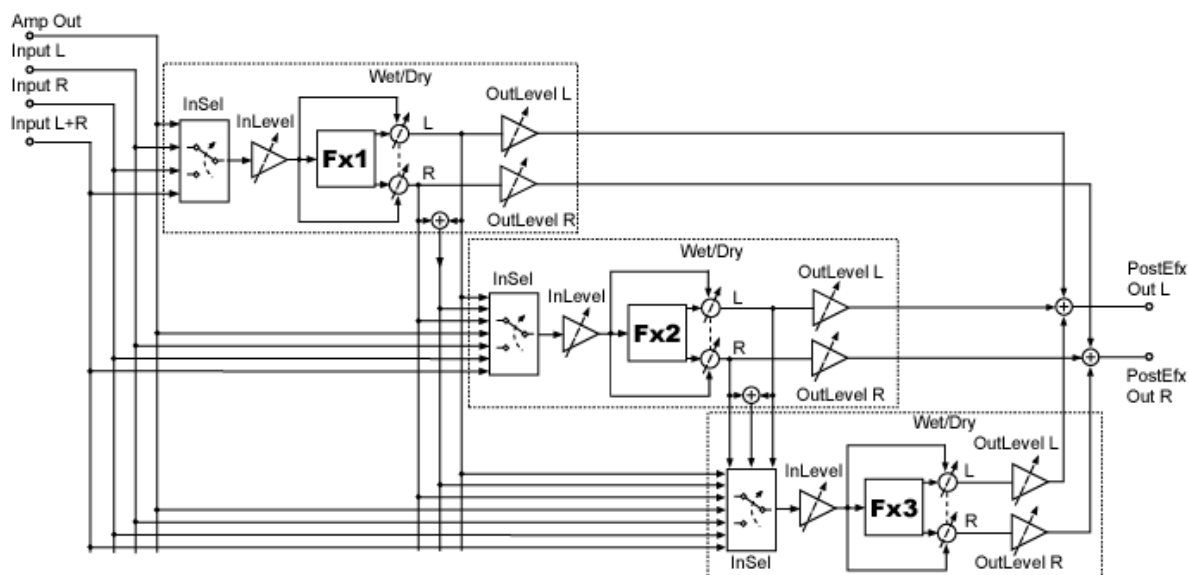 Amp Out
Input L
Input R
Input L+R
Wet/Dry
InSel
InLevel
Fx1
L
R
OutLevel L
OutLevel R
Wet/Dry
InSel
InLevel
Fx2
L
R
OutLevel L
OutLevel R
PostEfx
Out L
PostEfx
Out R
Wet/Dry
InLevel
Fx3
L
R
OutLevel L
OutLevel R
InSel